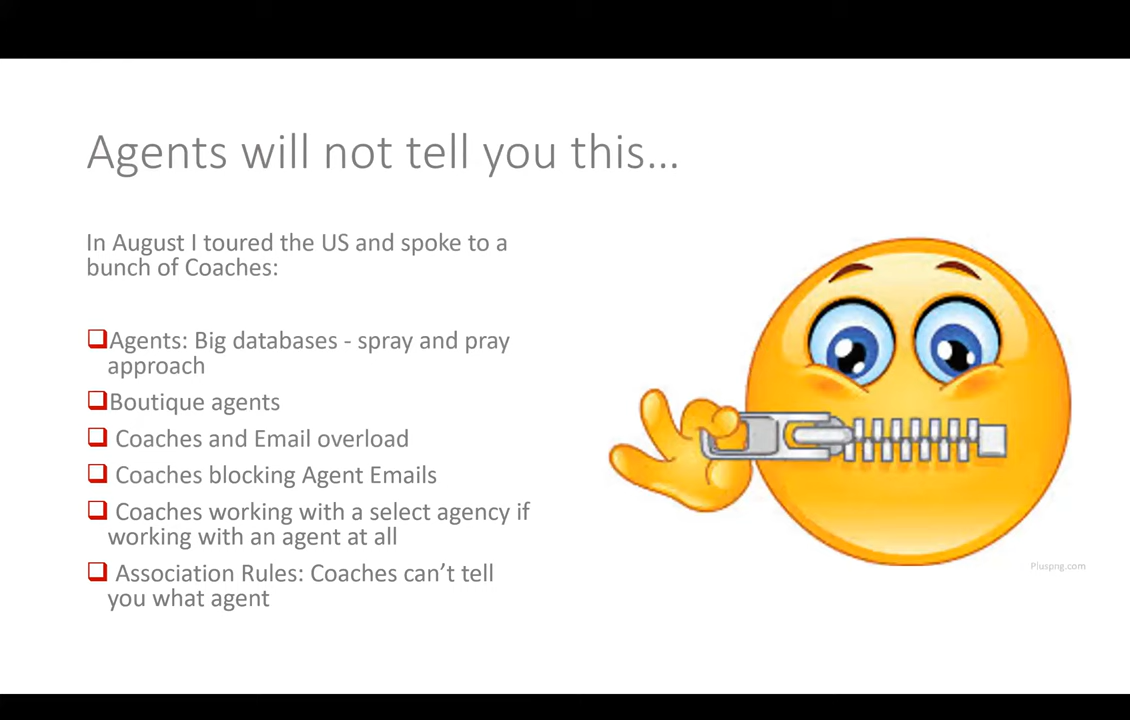 Agents will not tell you this...
In August I toured the US and spoke to a
bunch of Coaches:
Agents: Big databases - spray and pray
approach
Boutique agents
Coaches and Email overload
Coaches blocking Agent Emails
Coaches working with a select agency if
working with an agent at all
Association Rules: Coaches can’t tell
you what agent
Pluspng.com